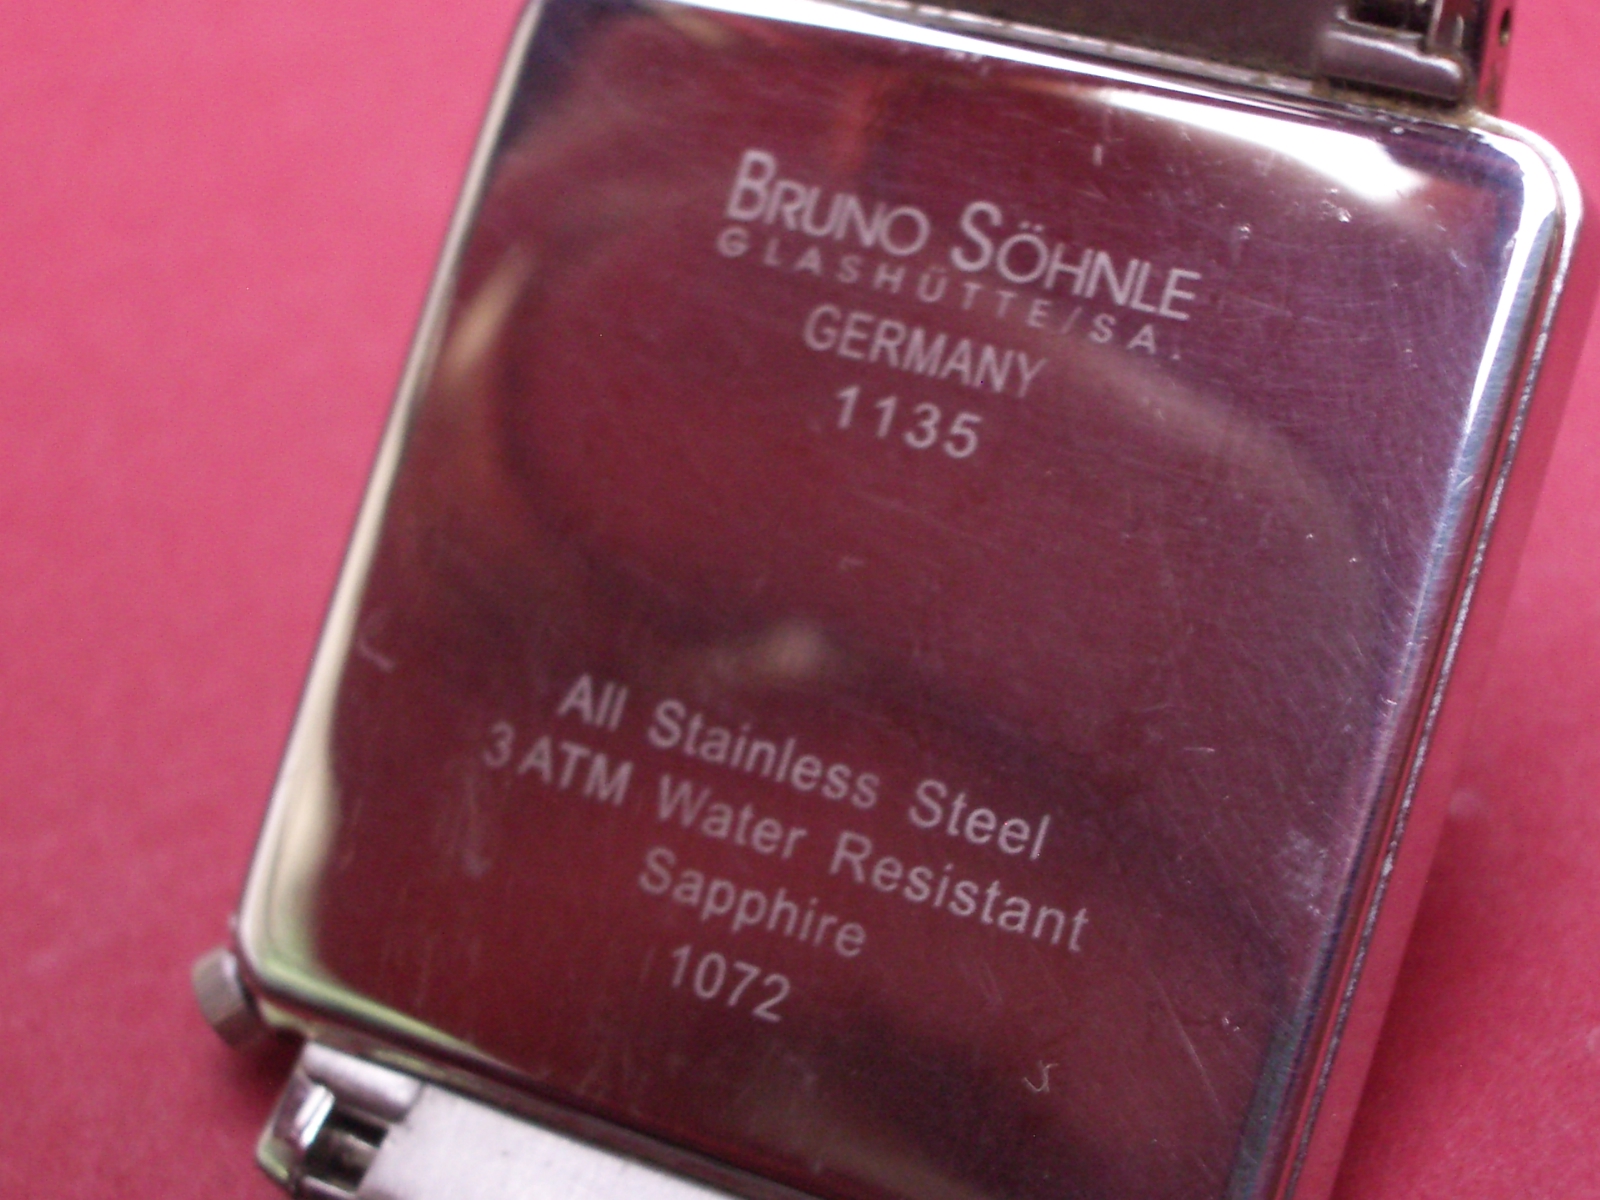 BRUNO SÖHNLE
GLASHÜTTE/SA.
GERMANY
1135
All Stainless Steel
3 ATM Water Resistant
Sapphire
1072